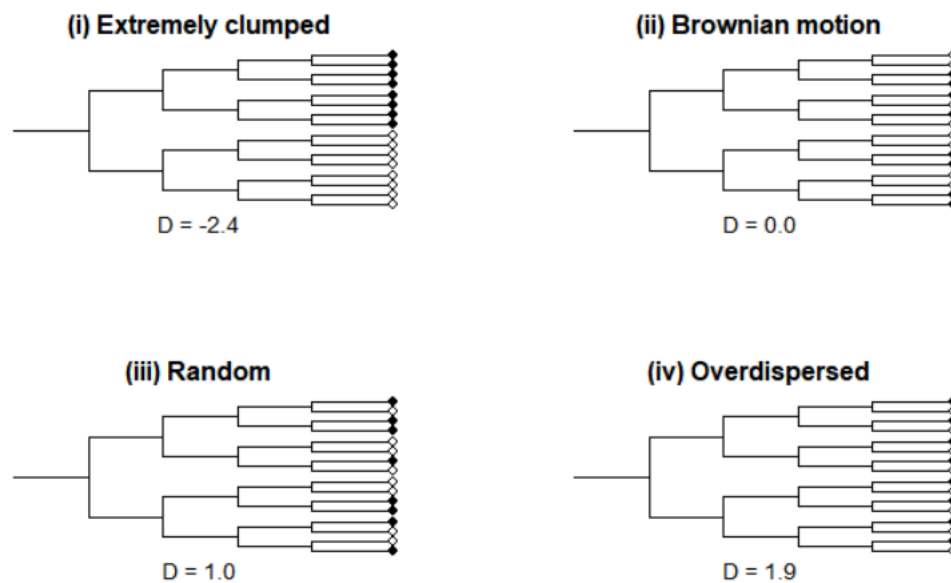 (i) Extremely clumped
(ii) Brownian motion
D = -2.4
D = 0.0
(iii) Random
(iv) Overdispersed
D = 1.0
D = 1.9